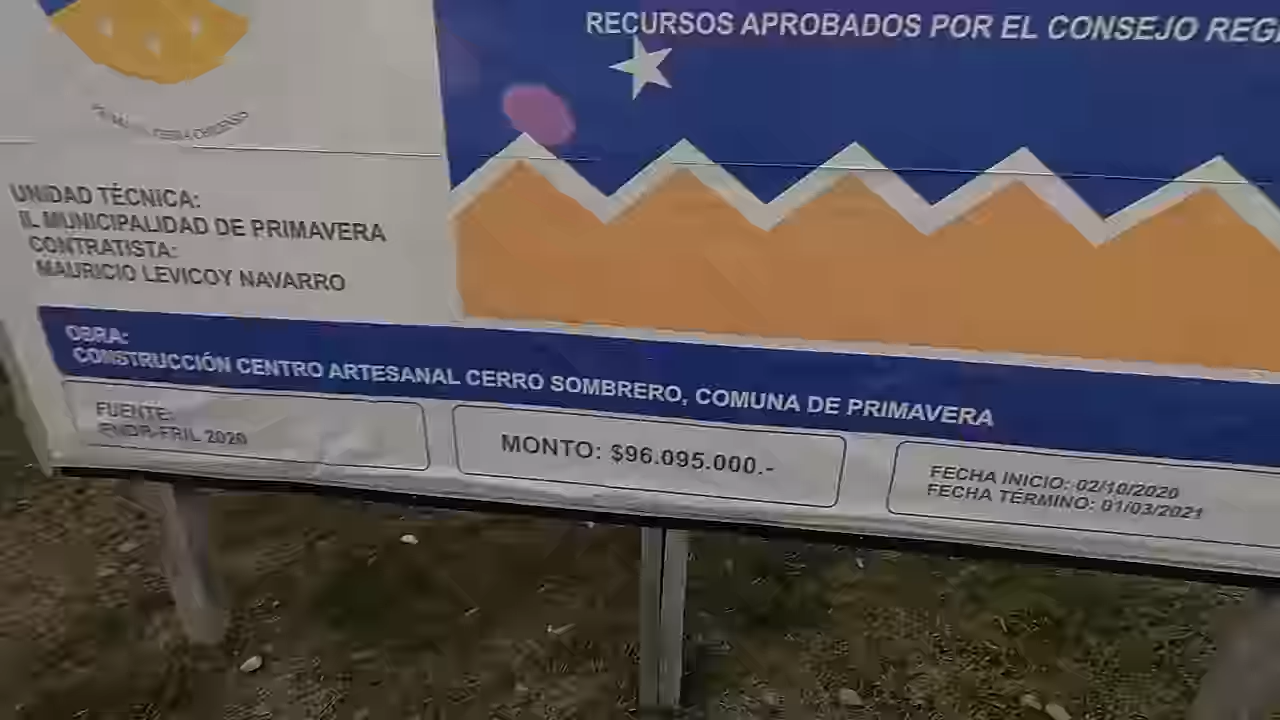 RECURSOS APROBADOS POR EL CONSEJO REGI
UNIDAD TÉCNICA:
IL. MUNICIPALIDAD DE PRIMAVERA
CONTRATISTA:
MAURICIO LEVICOY NAVARRO
OBRA:
CONSTRUCCIÓN CENTRO ARTESANAL CERRO SOMBRERO, COMUNA DE PRIMAVERA
FUENTE:
FNDR-FRIL 2020
MONTO: $96.095.000.-
FECHA INICIO: 02/10/2020
FECHA TÉRMINO: 01/03/2021